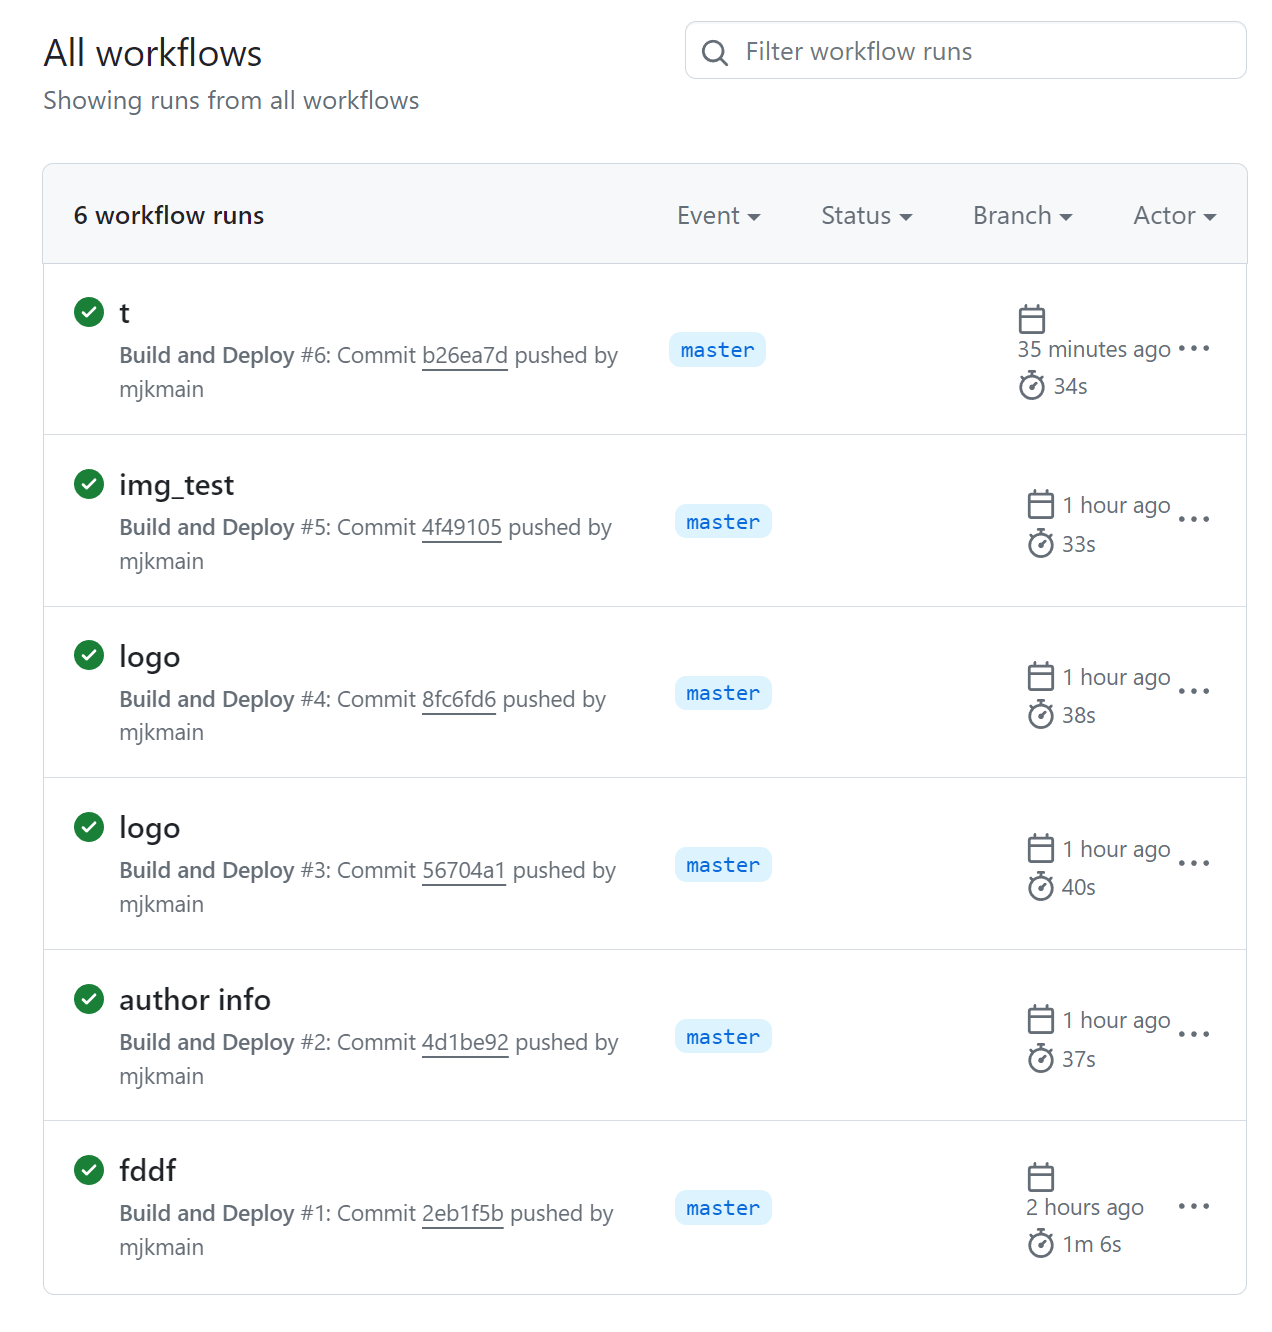 All workflows
Filter workflow runs
Showing runs from all workflows
6 workflow runs
Event
Status
Branch
Actor
t
Build and Deploy #6: Commit b26ea7d pushed by
mjkmain
master
35 minutes ago
34s
img_test
Build and Deploy #5: Commit 4f49105 pushed by
mjkmain
master
1 hour ago
33s
logo
Build and Deploy #4: Commit 8fc6fd6 pushed by
mjkmain
master
1 hour ago
38s
logo
Build and Deploy #3: Commit 56704a1 pushed by
mjkmain
master
1 hour ago
40s
author info
Build and Deploy #2: Commit 4d1be92 pushed by
mjkmain
master
1 hour ago
37s
fddf
Build and Deploy #1: Commit 2eb1f5b pushed by
mjkmain
master
2 hours ago
1m 6s